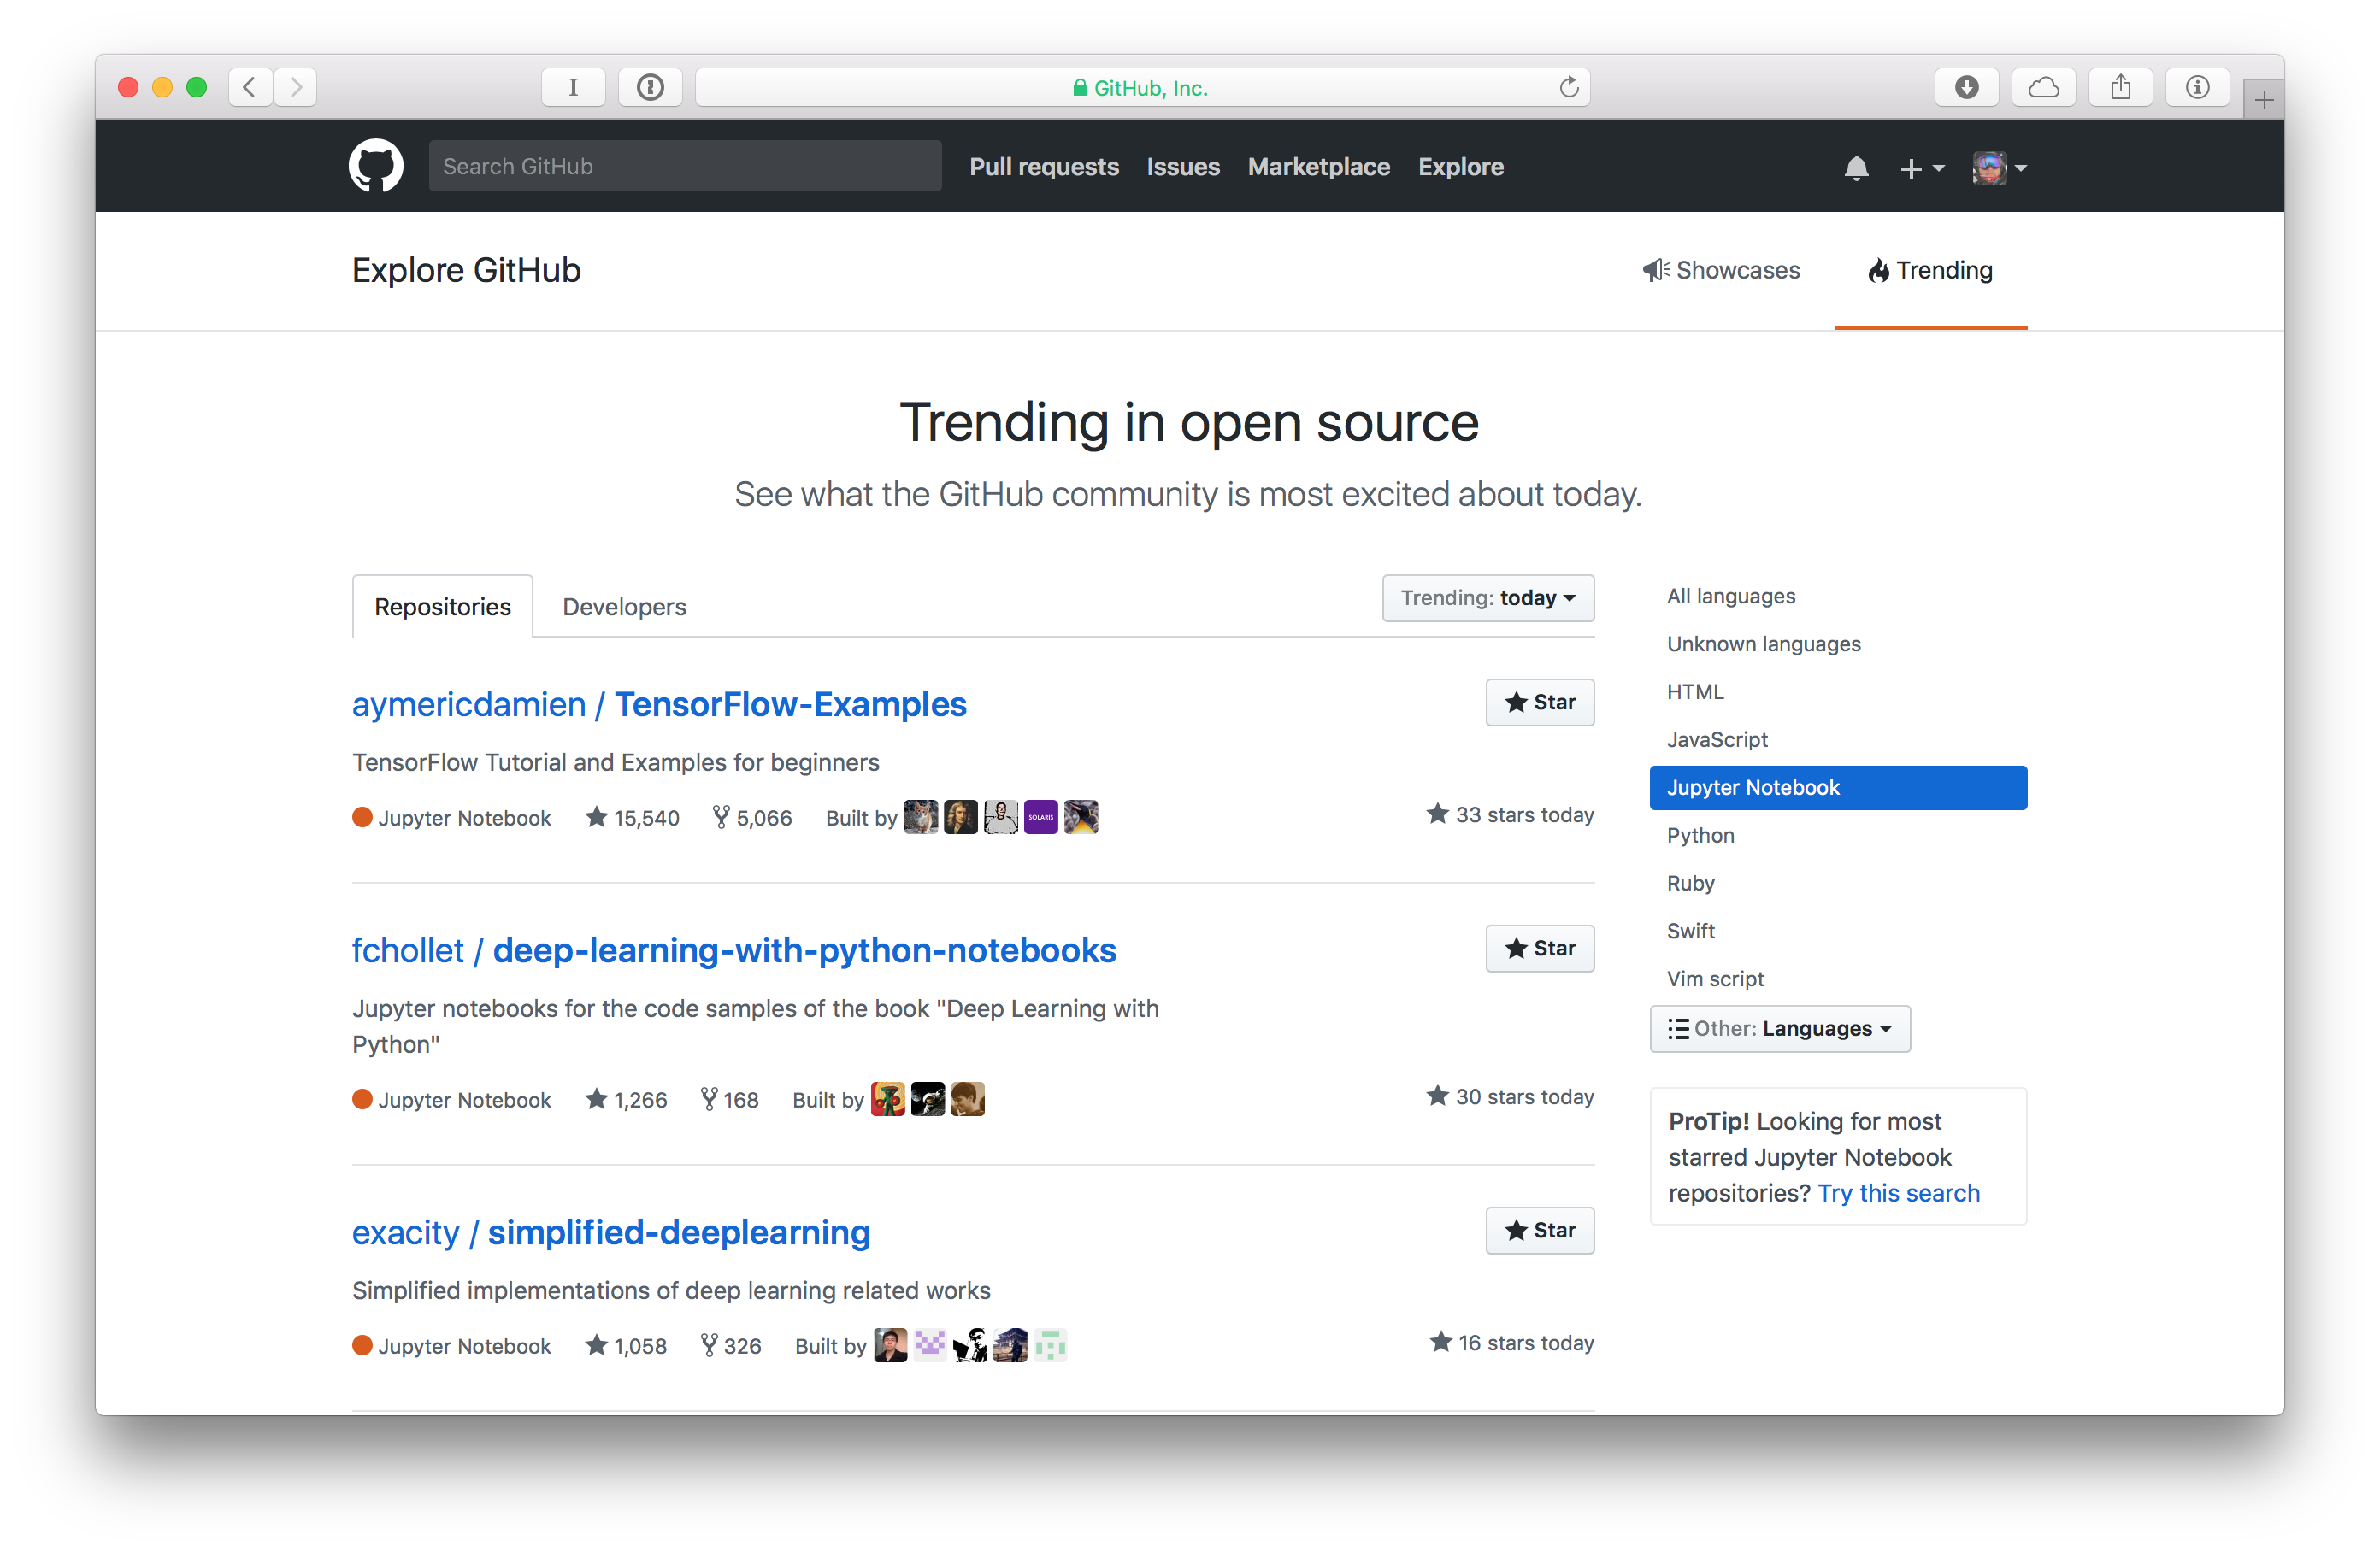 GitHub, Inc.
Search GitHub
Pull requests Issues Marketplace Explore
Explore GitHub
Showcases Trending
Trending in open source
See what the GitHub community is most excited about today.
Repositories Developers
Trending: today
aymericdamien / TensorFlow-Examples
Star
TensorFlow Tutorial and Examples for beginners
Jupyter Notebook 15,540 5,066 Built by SOLARIS 33 stars today
fchollet / deep-learning-with-python-notebooks
Star
Jupyter notebooks for the code samples of the book "Deep Learning with
Python"
Jupyter Notebook 1,266 168 Built by 30 stars today
exacity / simplified-deeplearning
Star
Simplified implementations of deep learning related works
Jupyter Notebook 1,058 326 Built by 16 stars today
All languages
Unknown languages
HTML
JavaScript
Jupyter Notebook
Python
Ruby
Swift
Vim script
Other: Languages
ProTip! Looking for most
starred Jupyter Notebook
repositories? Try this search